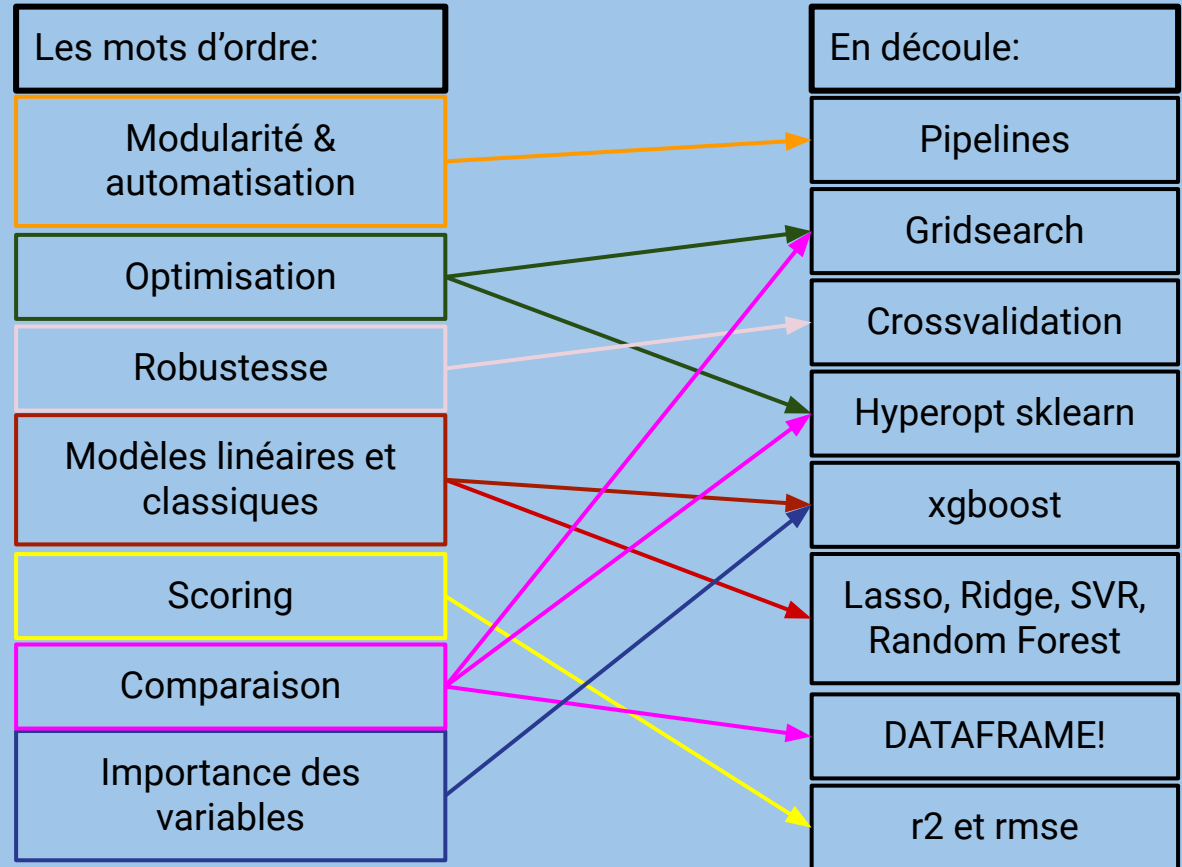 Les mots d’ordre:
Modularité &
automatisation
Optimisation
Robustesse
Modèles linéaires et
classiques
Scoring
Comparaison
Importance des
variables
En découle:
Pipelines
Gridsearch
Crossvalidation
Hyperopt sklearn
xgboost
Lasso, Ridge, SVR,
Random Forest
DATAFRAME!
r2 et rmse